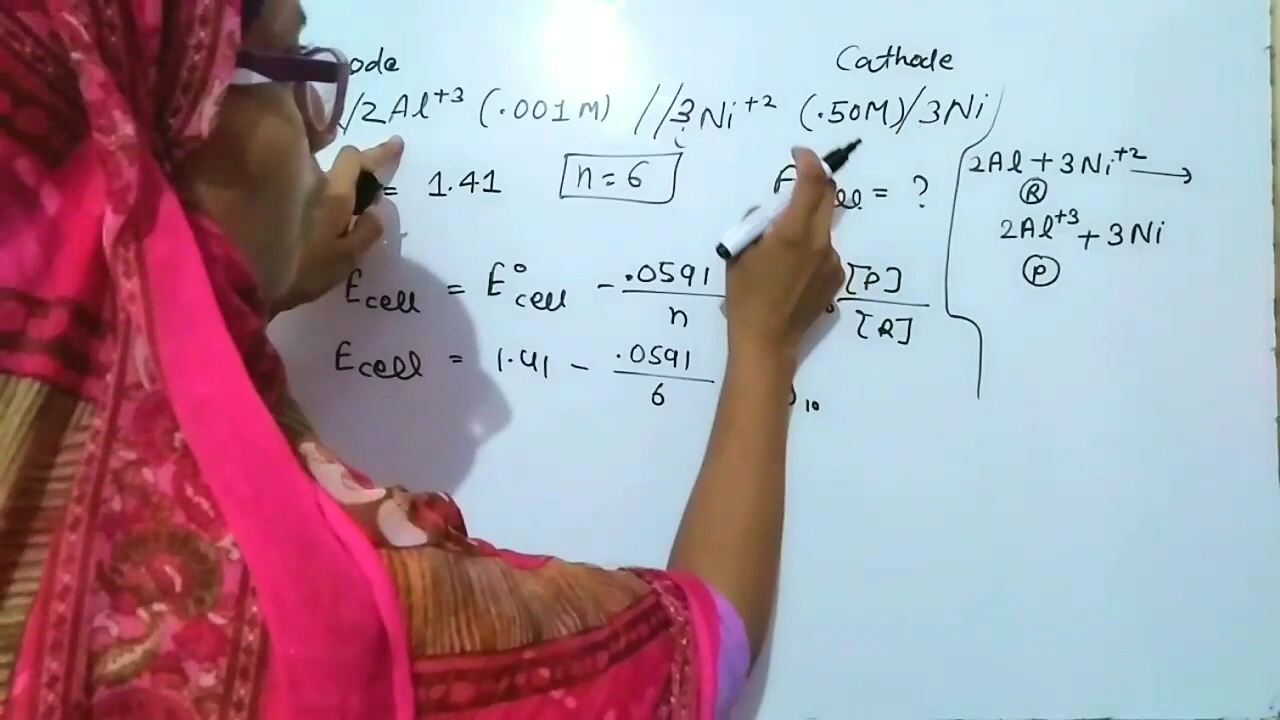 ode Cathode
/2Al+3 (.001M) //3Ni+2 (.50M)/3Ni
= 1.41 n=6 ell = ?
2Al+3Ni+2 →
R
2Al+3+3Ni
P
Ecell = E°cell - .0591/n [P]/[R]
Ecell = 1.41 - .0591/6 10